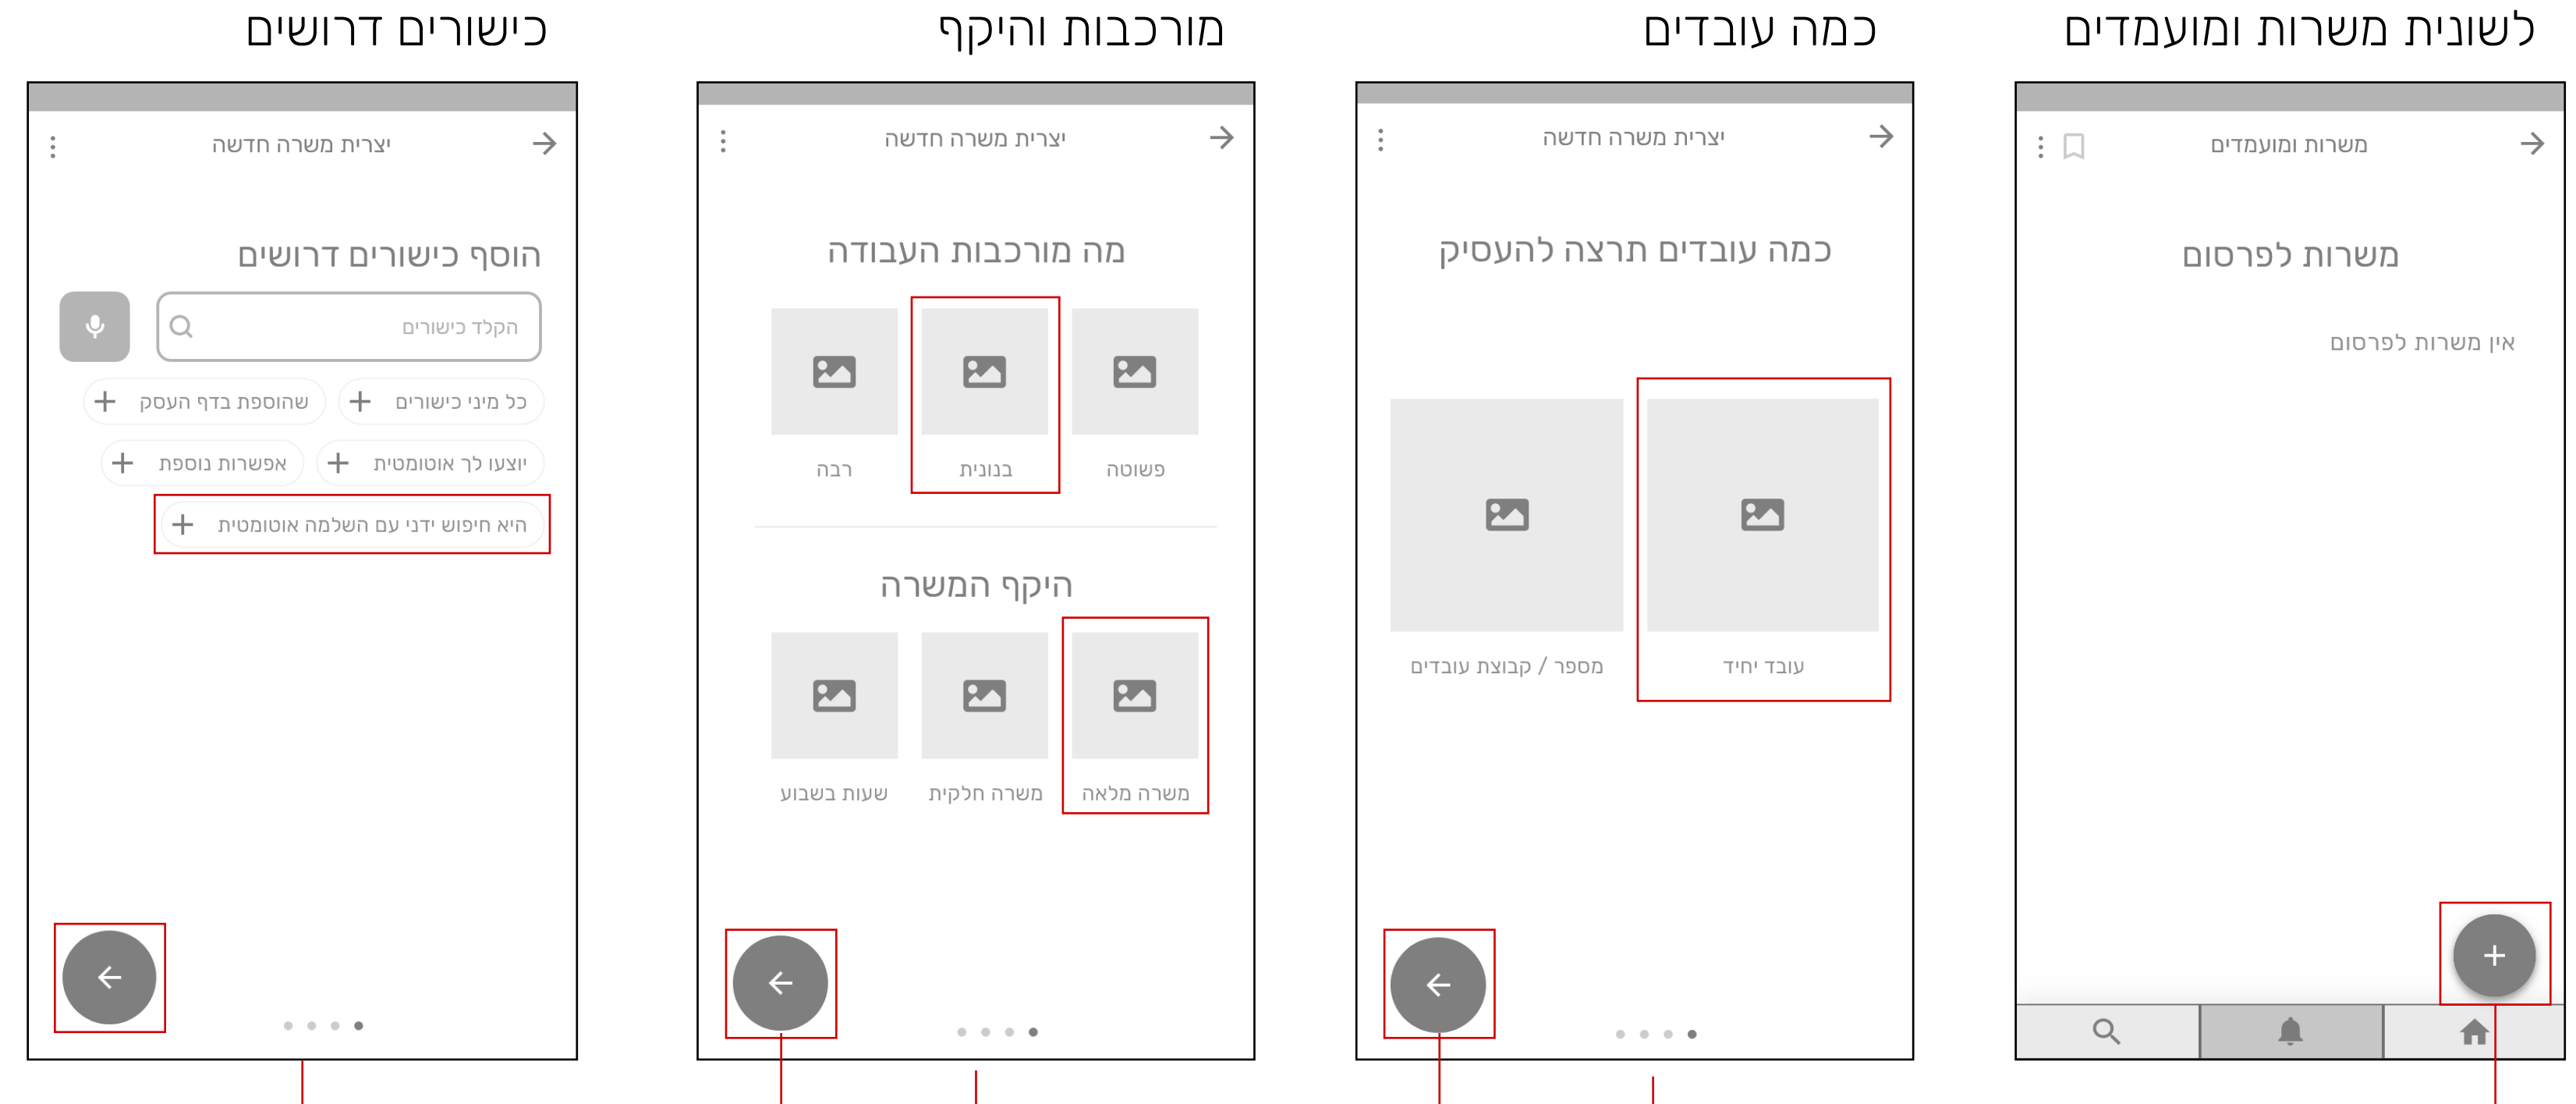 לשונית משרות ומועמדים
משרות ומועמדים
משרות לפרסום
אין משרות לפרסום
כמה עובדים
יצרית משרה חדשה
כמה עובדים תרצה להעסיק
עובד יחיד
מספר / קבוצת עובדים
מורכבות והיקף
יצרית משרה חדשה
מה מורכבות העבודה
פשוטה
בנונית
רבה
היקף המשרה
משרה מלאה
משרה חלקית
שעות בשבוע
כישורים דרושים
יצרית משרה חדשה
הוסף כישורים דרושים
הקלד כישורים
כל מיני כישורים
שהוספת בדף העסק
יוצעו לך אוטומטית
אפשרות נוספת
היא חיפוש ידני עם השלמה אוטומטית